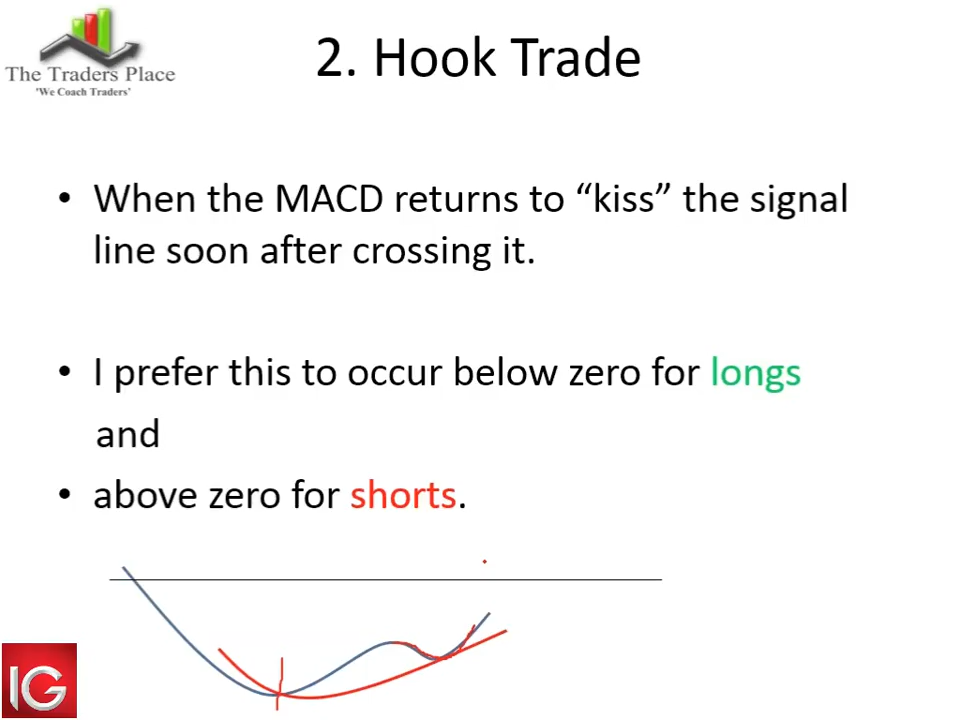 The Traders Place
'We Coach Traders'
2. Hook Trade
• When the MACD returns to “kiss” the signal
line soon after crossing it.
• I prefer this to occur below zero for longs
and
• above zero for shorts.
IG